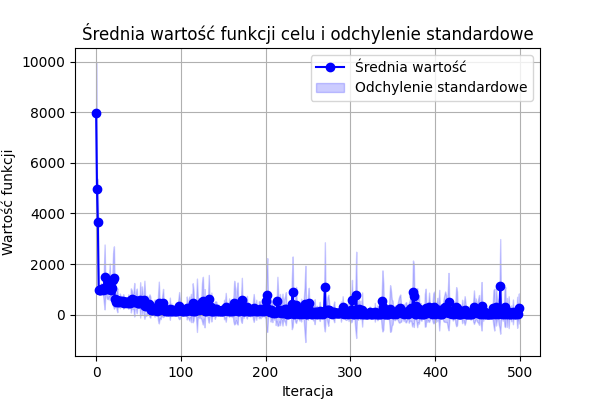 Średnia wartość funkcji celu i odchylenie standardowe
Średnia wartość
Odchylenie standardowe
Wartość funkcji
10000
8000
6000
4000
2000
0
0 100 200 300 400 500
Iteracja